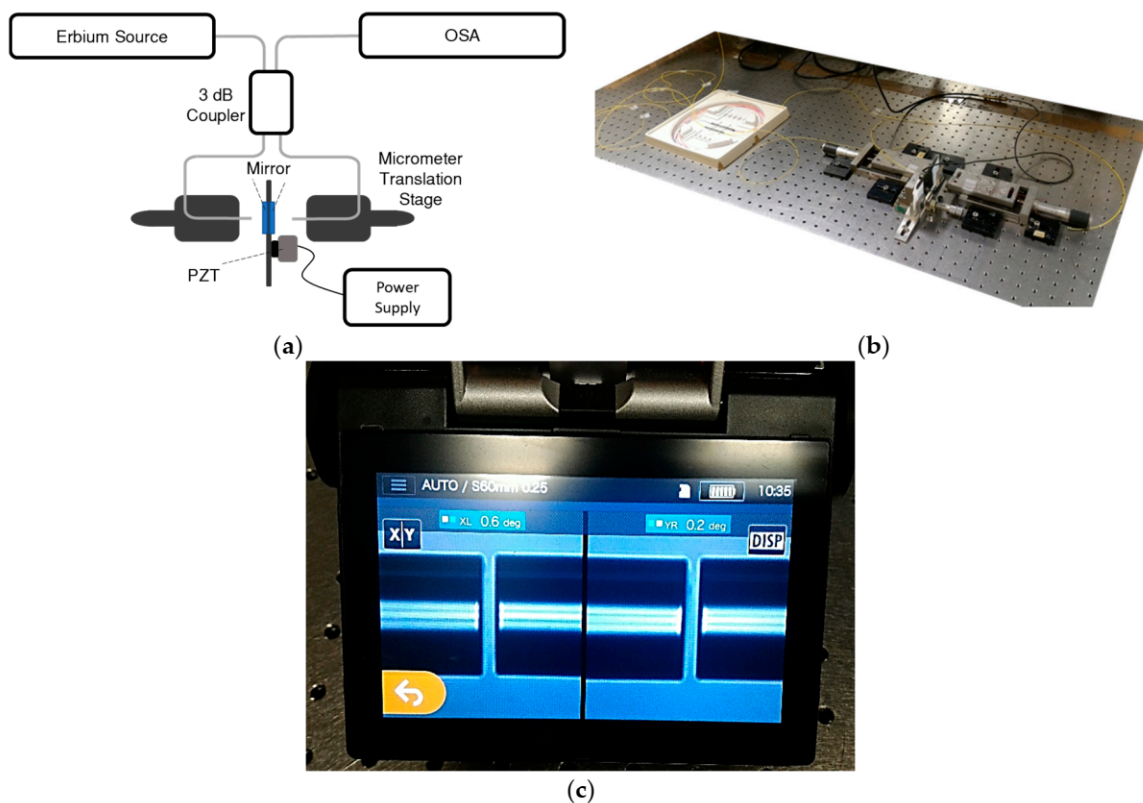 Erbium Source
OSA
3 dB
Coupler
Mirror
Micrometer
Translation
Stage
PZT
Power
Supply
(a)
(b)
AUTO / S60mm 0.25
10:35
XL 0.6 deg
YR 0.2 deg
X|Y
DISP
(c)